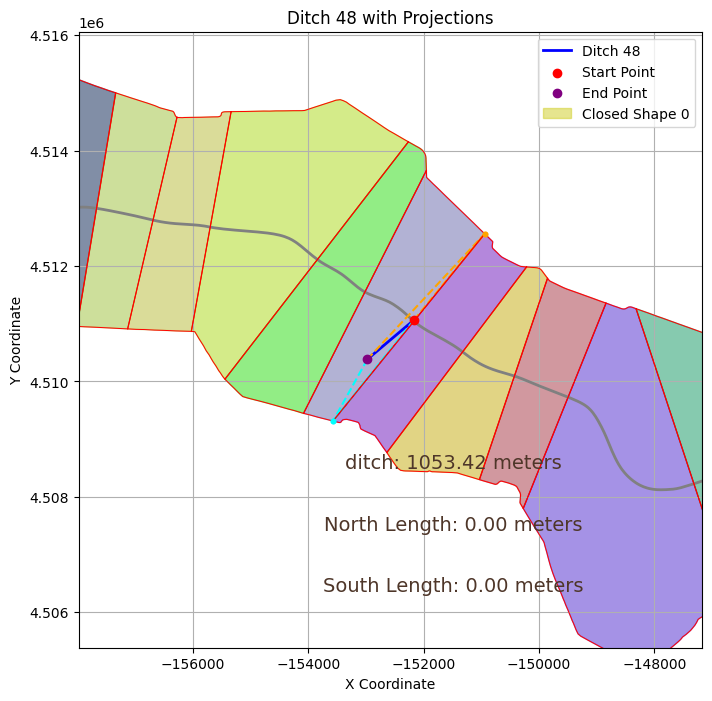 Ditch 48 with Projections
1e6
4.516
4.514
4.512
4.510
4.508
4.506
Y Coordinate
Ditch 48
Start Point
End Point
Closed Shape 0
ditch: 1053.42 meters
North Length: 0.00 meters
South Length: 0.00 meters
−156000 −154000 −152000 −150000 −148000
X Coordinate